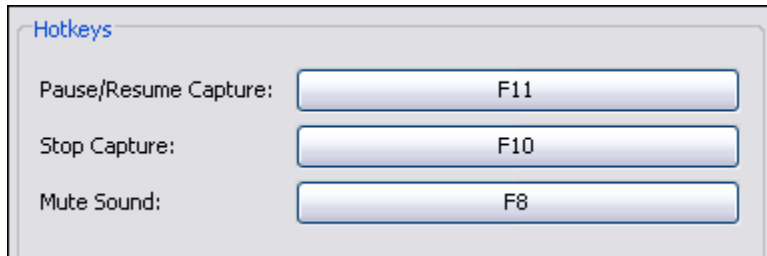 Hotkeys
Pause/Resume Capture: F11
Stop Capture: F10
Mute Sound: F8